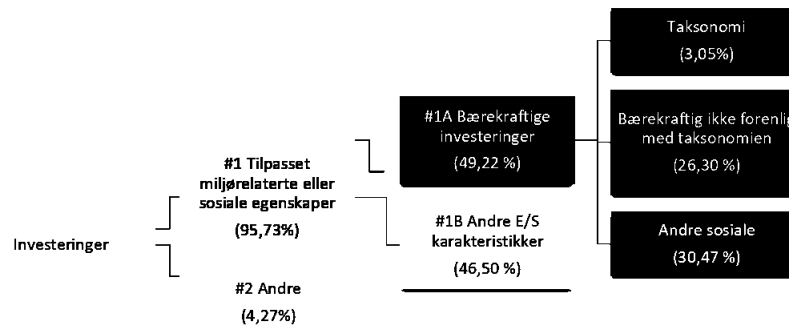 Investeringer
#1 Tilpasset
miljørelaterte eller
sosiale egenskaper
(95,73%)
#2 Andre
(4,27%)
#1A Bærekraftige
investeringer
(49,22 %)
#1B Andre E/S
karakteristikker
(46,50 %)
Taksonomi
(3,05%)
Bærekraftig ikke forenlig
med taksonomien
(26,30 %)
Andre sosiale
(30,47 %)